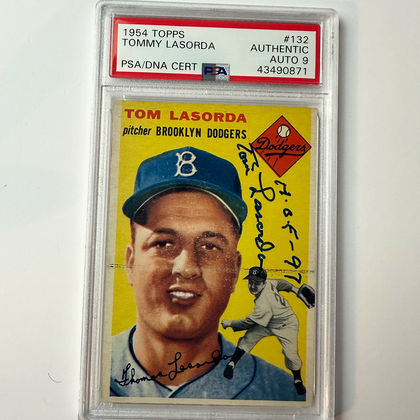 1954 TOPPS #132
TOMMY LASORDA AUTHENTIC
AUTO 9
PSA/DNA CERT PSA 43490871
TOM LASORDA
pitcher BROOKLYN DODGERS
Dodgers
B
Tom Lasorda
H.O.F-97
Thomas Lasorda